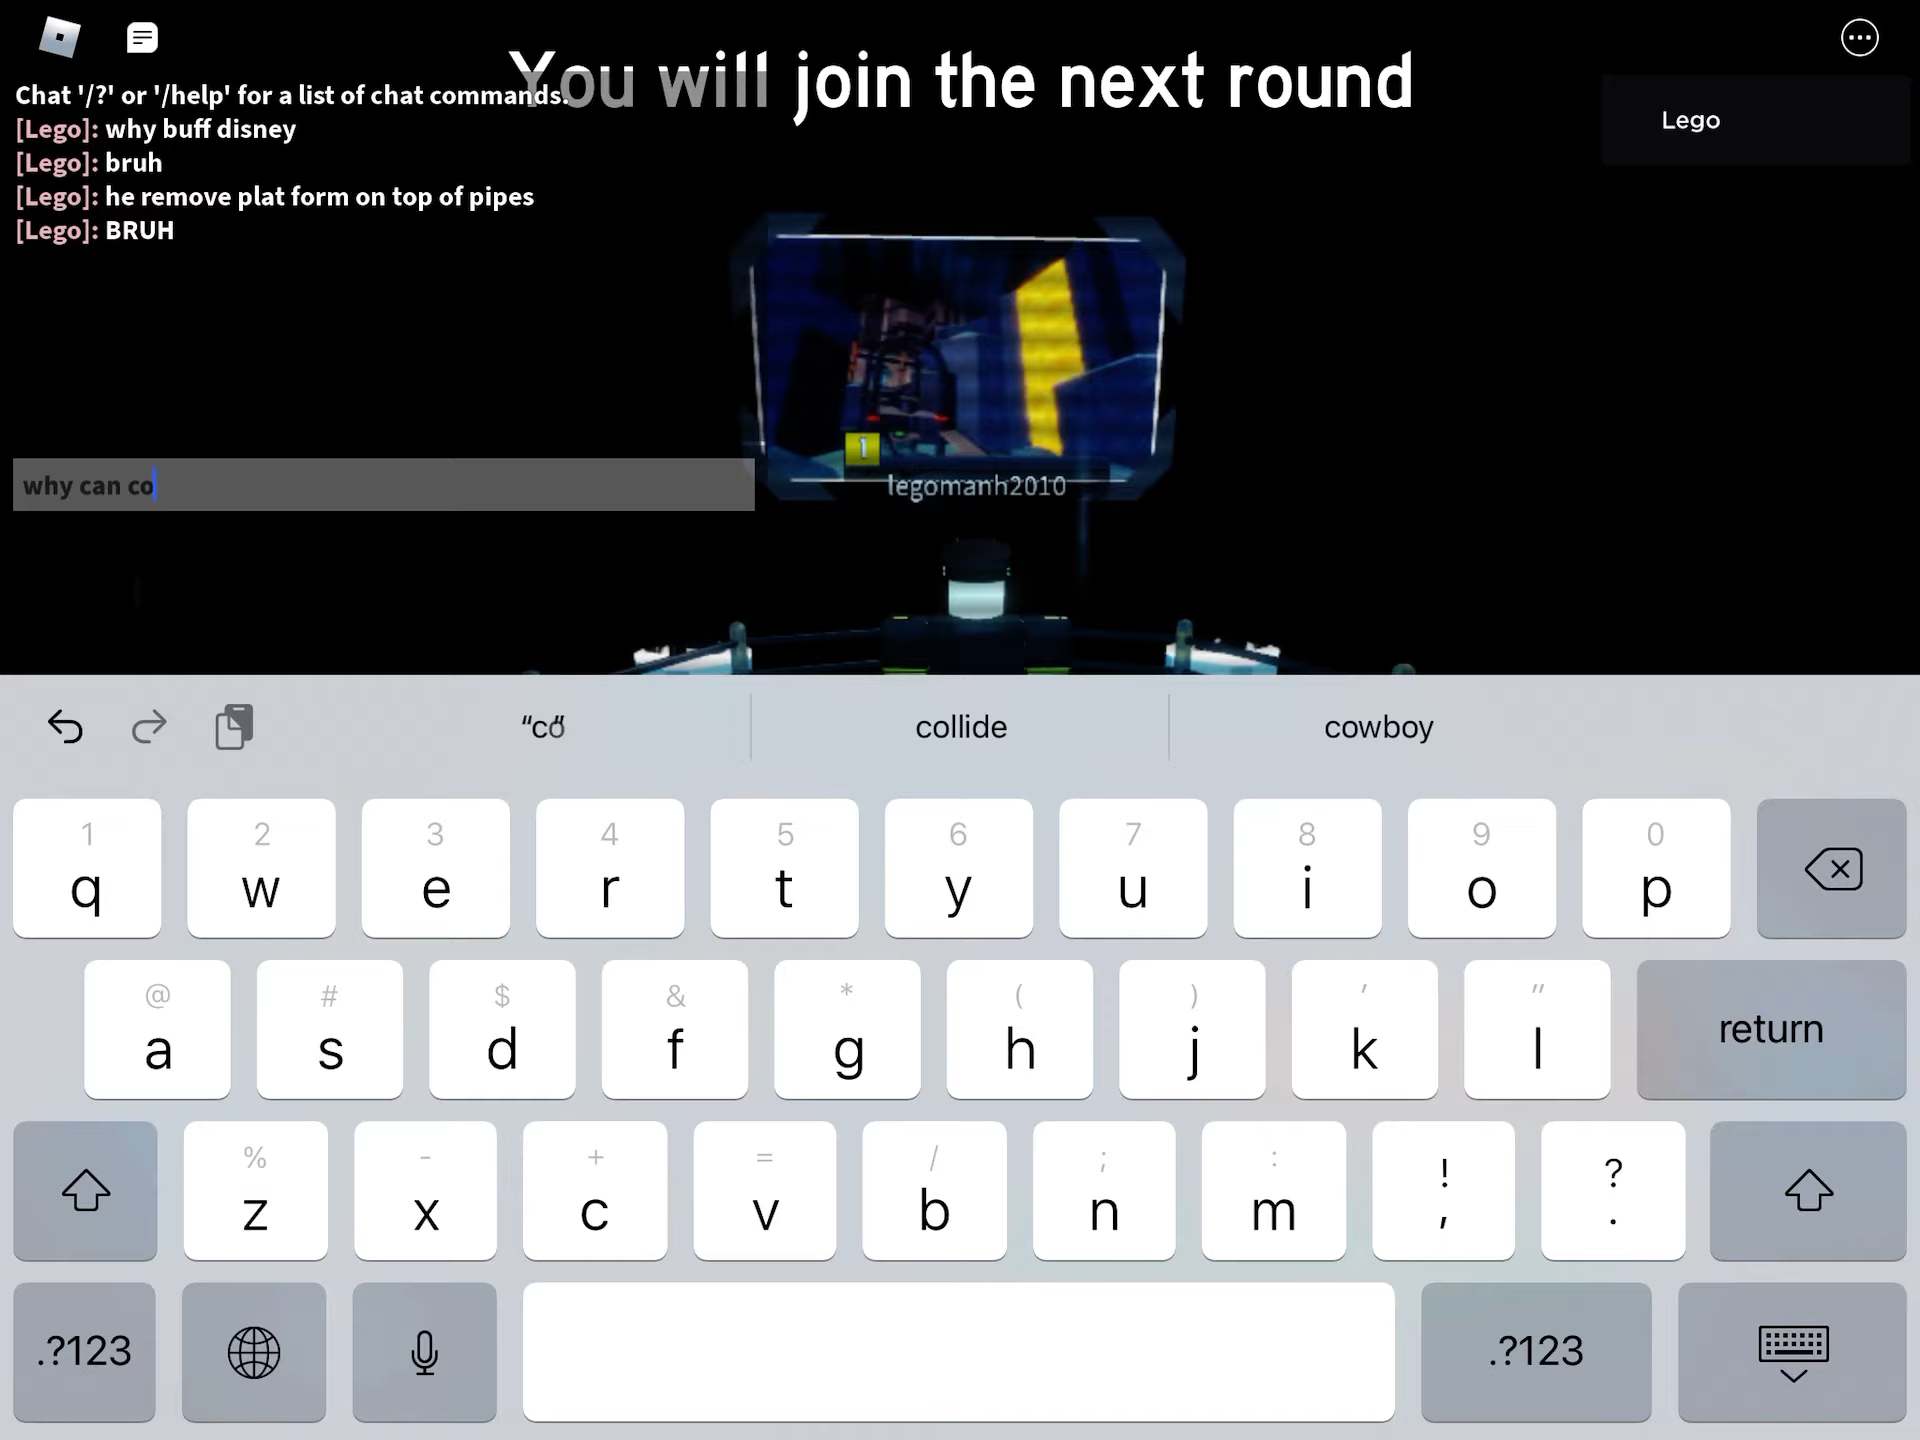 You will join the next round
Chat '/?' or '/help' for a list of chat commands.
[Lego]: why buff disney
[Lego]: bruh
[Lego]: he remove plat form on top of pipes
[Lego]: BRUH
Lego
1
legomanh2010
why can co
“co” collide cowboy
1 2 3 4 5 6 7 8 9 0
q w e r t y u i o p
@ # $ & * ( ) ' "
a s d f g h j k l return
% - + = / ; : ! ?
z x c v b n m , .
.?123 .?123